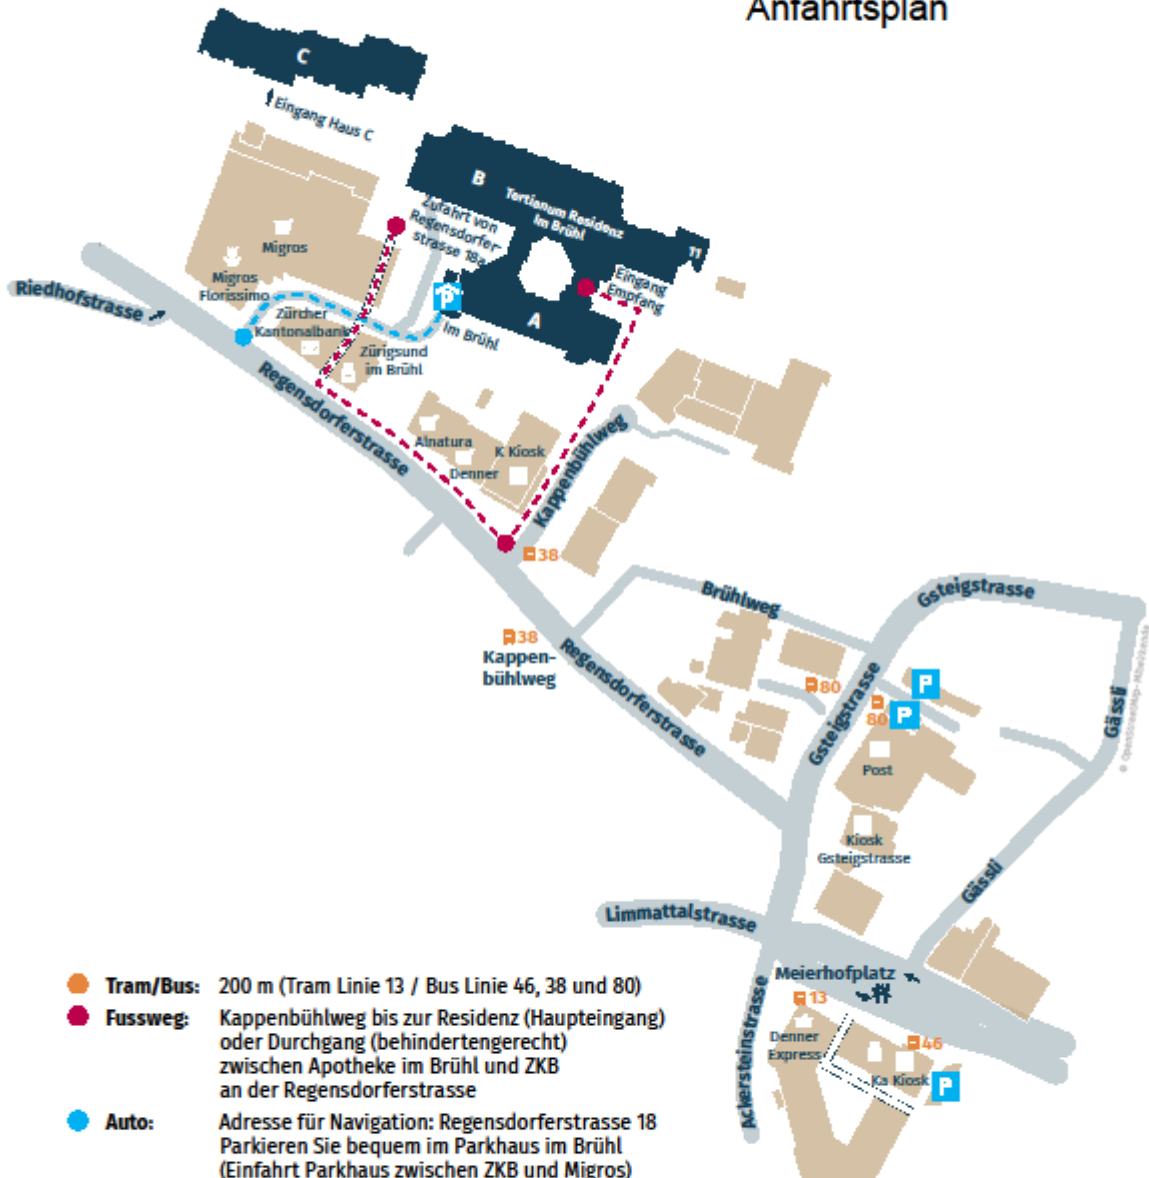 Anfahrtsplan
C
Eingang Haus C
B
Tertianum Residenz
Im Brühl
11
Zufahrt von
Regensdorfer-
strasse 18a
Eingang
Empfang
A
P
Im Brühl
Migros
Migros
Florissimo
Zürcher
Kantonalbank
Zürigsund
im Brühl
Riedhofstrasse
Regensdorferstrasse
Alnatura
Denner
K Kiosk
Kappenbühlweg
38
38
Kappen-
bühlweg
Brühlweg
Gsteigstrasse
Regensdorferstrasse
80
80
P
P
Gsteigstrasse
Gässli
© OpenStreetMap-Mitwirkende
Post
Kiosk
Gsteigstrasse
Gässli
Limmattalstrasse
Meierhofplatz
13
Denner
Express
46
Ka Kiosk
P
Ackersteinstrasse
Tram/Bus: 200 m (Tram Linie 13 / Bus Linie 46, 38 und 80)
Fussweg: Kappenbühlweg bis zur Residenz (Haupteingang)
oder Durchgang (behindertengerecht)
zwischen Apotheke im Brühl und ZKB
an der Regensdorferstrasse
Auto: Adresse für Navigation: Regensdorferstrasse 18
Parkieren Sie bequem im Parkhaus im Brühl
(Einfahrt Parkhaus zwischen ZKB und Migros)